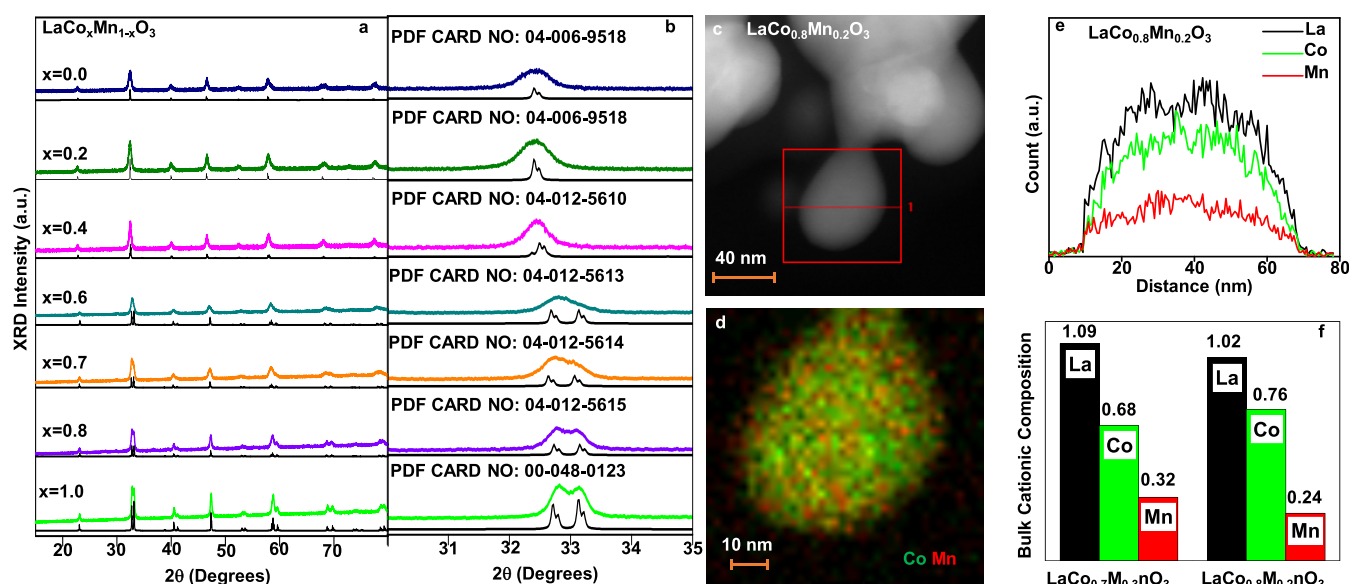 LaCoₓMn₁₋ₓO₃
a
x=0.0
x=0.2
x=0.4
x=0.6
x=0.7
x=0.8
x=1.0
XRD Intensity (a.u.)
20 30 40 50 60 70
2θ (Degrees)
b
PDF CARD NO: 04-006-9518
PDF CARD NO: 04-006-9518
PDF CARD NO: 04-012-5610
PDF CARD NO: 04-012-5613
PDF CARD NO: 04-012-5614
PDF CARD NO: 04-012-5615
PDF CARD NO: 00-048-0123
31 32 33 34 35
2θ (Degrees)
c
LaCo₀.₈Mn₀.₂O₃
1
40 nm
d
10 nm
Co Mn
e
LaCo₀.₈Mn₀.₂O₃
La
Co
Mn
Count (a.u.)
0 20 40 60 80
Distance (nm)
f
Bulk Cationic Composition
1.09
La
0.68
Co
0.32
Mn
1.02
La
0.76
Co
0.24
Mn
LaCo₀.₇M₀.₃nO₃ LaCo₀.₈M₀.₂nO₃